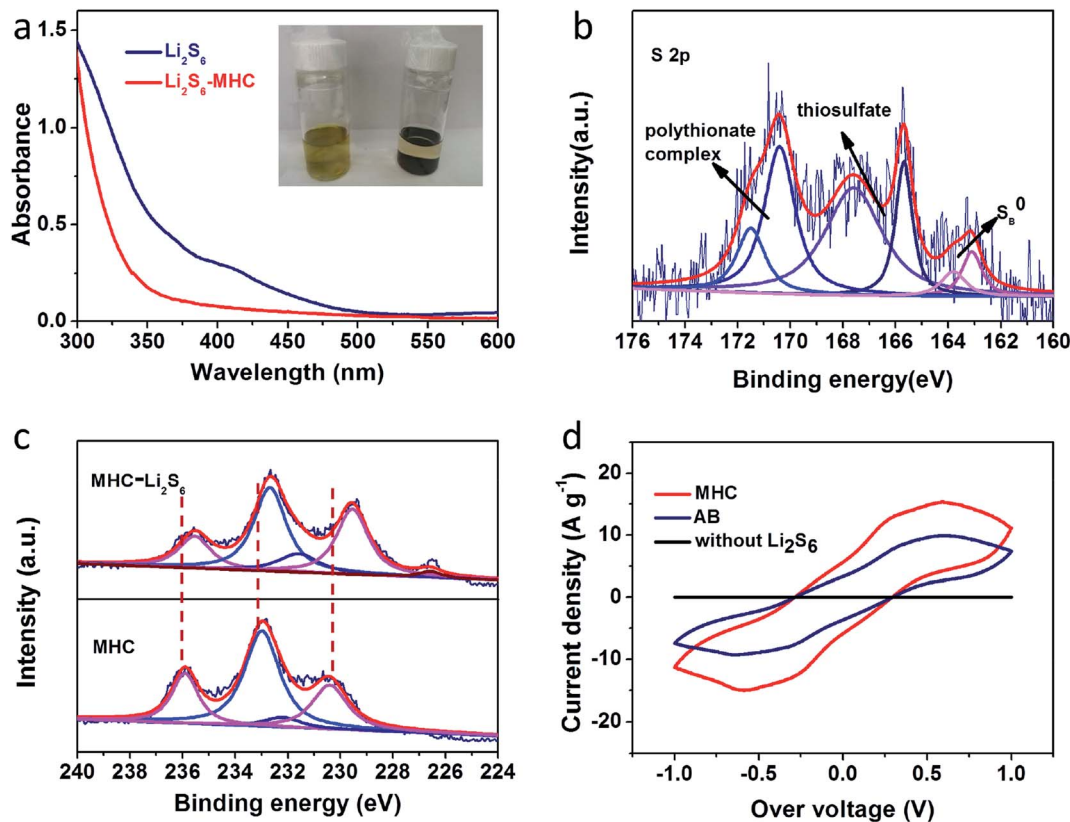 a
1.5
1.0
0.5
0.0
Absorbance
Li₂S₆
Li₂S₆-MHC
300 350 400 450 500 550 600
Wavelength (nm)
b
S 2p
polythionate
complex
thiosulfate
S_B⁰
Intensity(a.u.)
176 174 172 170 168 166 164 162 160
Binding energy(eV)
c
MHC-Li₂S₆
MHC
Intensity (a.u.)
240 238 236 234 232 230 228 226 224
Binding energy (eV)
d
20
10
0
-10
-20
Current density (A g⁻¹)
MHC
AB
without Li₂S₆
-1.0 -0.5 0.0 0.5 1.0
Over voltage (V)